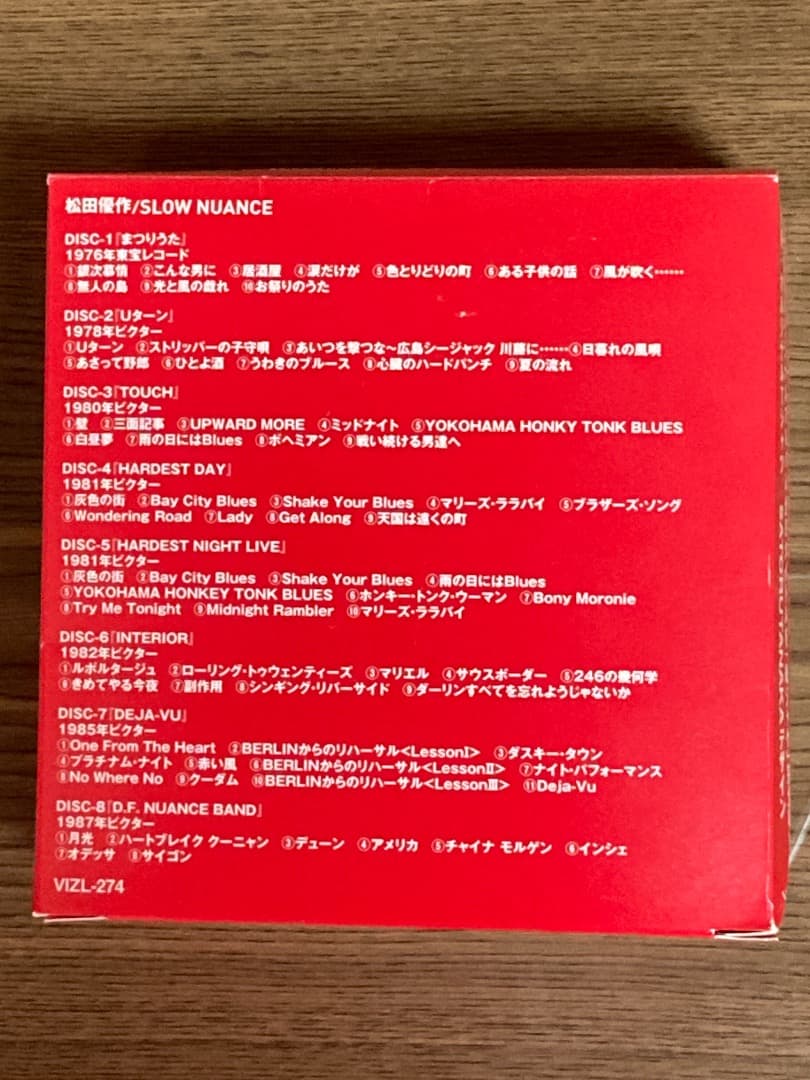 松田優作/SLOW NUANCE
DISC-1『まつりうた』
1976年東宝レコード
①銀次慕情 ②こんな男に ③居酒屋 ④涙だけが ⑤色とりどりの町 ⑥ある子供の話 ⑦風が吹く……
⑧無人の島 ⑨光と風の戯れ ⑩お祭りのうた
DISC-2『Uターン』
1978年ビクター
①Uターン ②ストリッパーの子守唄 ③あいつを撃つな〜広島シージャック 川藤に……④日暮れの風唄
⑤あさって野郎 ⑥ひとよ酒 ⑦うわきのブルース ⑧心臓のハードパンチ ⑨夏の流れ
DISC-3『TOUCH』
1980年ビクター
①壁 ②三面記事 ③UPWARD MORE ④ミッドナイト ⑤YOKOHAMA HONKY TONK BLUES
⑥白昼夢 ⑦雨の日にはBlues ⑧ボヘミアン ⑨戦い続ける男達へ
DISC-4『HARDEST DAY』
1981年ビクター
①灰色の街 ②Bay City Blues ③Shake Your Blues ④マリーズ・ララバイ ⑤ブラザーズ・ソング
⑥Wondering Road ⑦Lady ⑧Get Along ⑨天国は遠くの町
DISC-5『HARDEST NIGHT LIVE』
1981年ビクター
①灰色の街 ②Bay City Blues ③Shake Your Blues ④雨の日にはBlues
⑤YOKOHAMA HONKEY TONK BLUES ⑥ホンキー・トンク・ウーマン ⑦Bony Moronie
⑧Try Me Tonight ⑨Midnight Rambler ⑩マリーズ・ララバイ
DISC-6『INTERIOR』
1982年ビクター
①ルポルタージュ ②ローリング・トゥウェンティーズ ③マリエル ④サウスボーダー ⑤246の幾何学
⑥きめてやる今夜 ⑦副作用 ⑧シンギング・リバーサイド ⑨ダーリンすべてを忘れようじゃないか
DISC-7『DEJA-VU』
1985年ビクター
①One From The Heart ②BERLINからのリハーサル<LessonⅠ> ③ダスキー・タウン
④プラチナム・ナイト ⑤赤い風 ⑥BERLINからのリハーサル<LessonⅡ> ⑦ナイト・パフォーマンス
⑧No Where No ⑨クーダム ⑩BERLINからのリハーサル<LessonⅢ> ⑪Deja-Vu
DISC-8『D.F. NUANCE BAND』
1987年ビクター
①月光 ②ハートブレイク クーニャン ③デューン ④アメリカ ⑤チャイナ モルゲン ⑥インシェ
⑦オデッサ ⑧サイゴン
VIZL-274